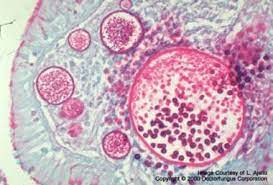 Image Courtesy of L. Ajello
Copyright © 2000 Doctorfungus Corporation